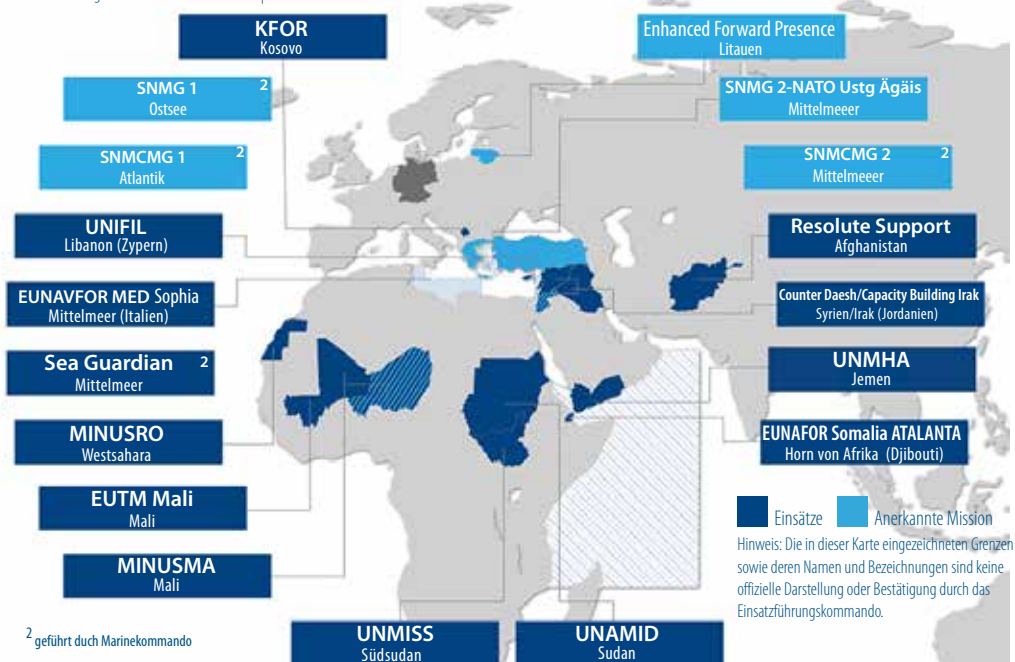 KFOR
Kosovo
Enhanced Forward Presence
Litauen
SNMG 1 2
Ostsee
SNMG 2-NATO Ustg Ägäis
Mittelmeeer
SNMCMG 1 2
Atlantik
SNMCMG 2 2
Mittelmeeer
UNIFIL
Libanon (Zypern)
Resolute Support
Afghanistan
EUNAVFOR MED Sophia
Mittelmeer (Italien)
Counter Daesh/Capacity Building Irak
Syrien/Irak (Jordanien)
Sea Guardian 2
Mittelmeer
UNMHA
Jemen
MINUSRO
Westsahara
EUNAFOR Somalia ATALANTA
Horn von Afrika (Djibouti)
EUTM Mali
Mali
MINUSMA
Mali
Einsätze Anerkannte Mission
Hinweis: Die in dieser Karte eingezeichneten Grenzen
sowie deren Namen und Bezeichnungen sind keine
offizielle Darstellung oder Bestätigung durch das
Einsatzführungskommando.
2 geführt duch Marinekommando
UNMISS
Südsudan
UNAMID
Sudan